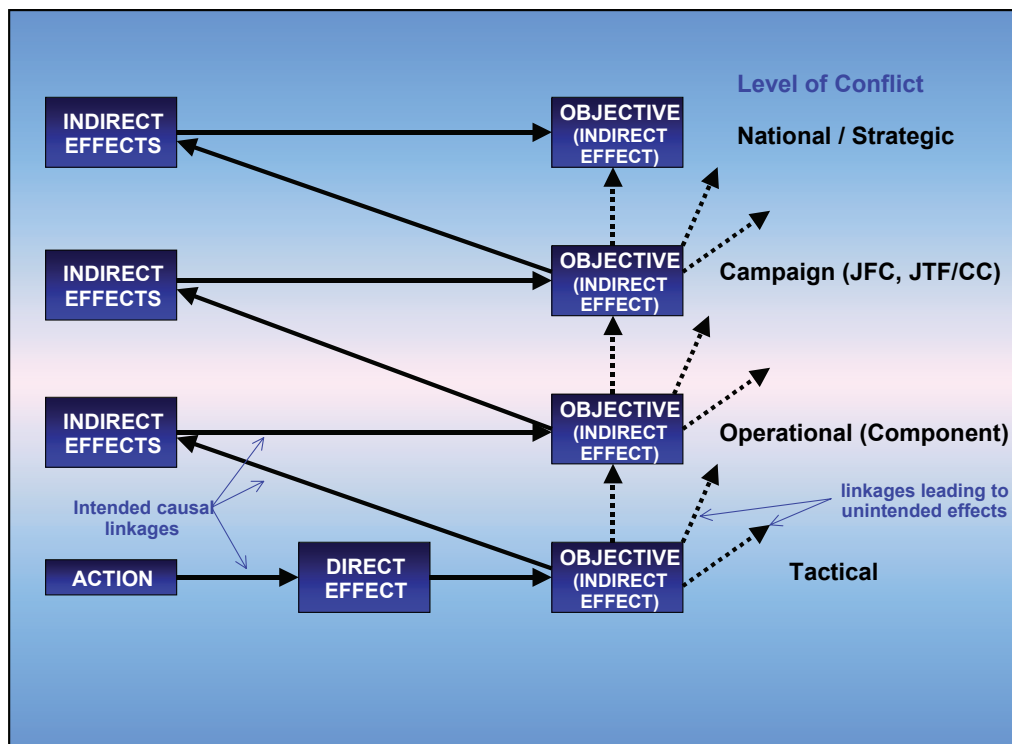 Level of Conflict
INDIRECT
EFFECTS
OBJECTIVE
(INDIRECT
EFFECT)
National / Strategic
INDIRECT
EFFECTS
OBJECTIVE
(INDIRECT
EFFECT)
Campaign (JFC, JTF/CC)
INDIRECT
EFFECTS
OBJECTIVE
(INDIRECT
EFFECT)
Operational (Component)
Intended causal
linkages
linkages leading to
unintended effects
ACTION
DIRECT
EFFECT
OBJECTIVE
(INDIRECT
EFFECT)
Tactical